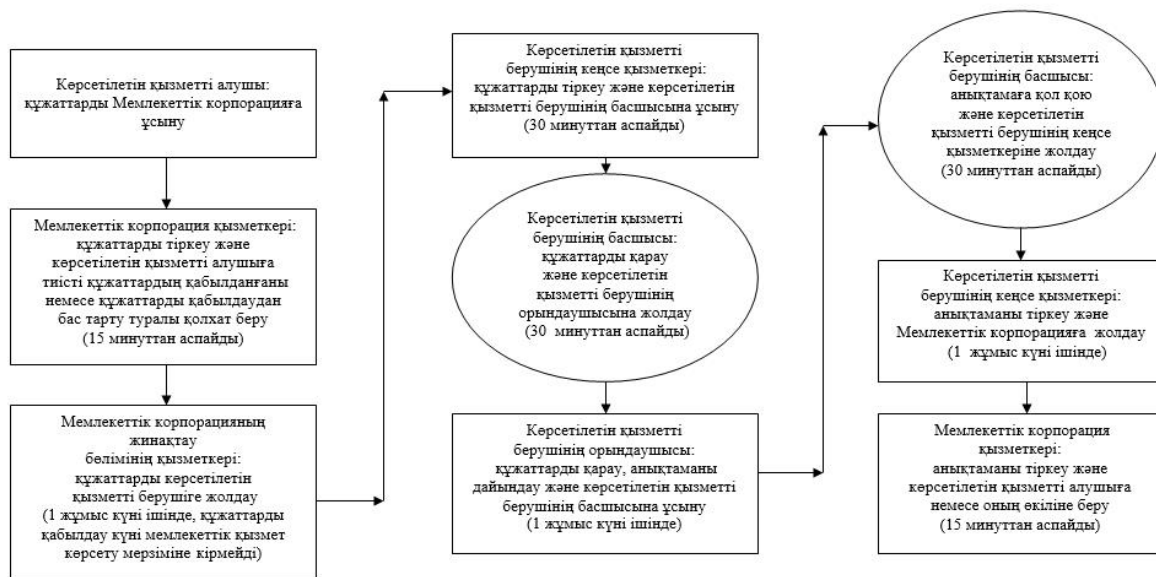 Көрсетілетін қызметті алушы:
құжаттарды Мемлекеттік корпорацияға
ұсыну
Мемлекеттік корпорация қызметкері:
құжаттарды тіркеу және
көрсетілетін қызметті алушыға
тиісті құжаттардың қабылданғаны
немесе құжаттарды қабылдаудан
бас тарту туралы қолхат беру
(15 минуттан аспайды)
Мемлекеттік корпорацияның
жинақтау
бөлімінің қызметкері:
құжаттарды көрсетілетін
қызметті берушіге жолдау
(1 жұмыс күні ішінде, құжаттарды
қабылдау күні мемлекеттік қызмет
көрсету мерзіміне кірмейді)
Көрсетілетін қызметті
берушінің кеңсе қызметкері:
құжаттарды тіркеу және көрсетілетін
қызметті берушінің басшысына ұсыну
(30 минуттан аспайды)
Көрсетілетін қызметті
берушінің басшысы:
құжаттарды қарау
және көрсетілетін
қызметті берушінің
орындаушысына жолдау
(30 минуттан аспайды)
Көрсетілетін қызметті
берушінің орындаушысы:
құжаттарды қарау, анықтаманы
дайындау және көрсетілетін қызметті
берушінің басшысына ұсыну
(1 жұмыс күні ішінде)
Көрсетілетін қызметті
берушінің басшысы:
анықтамаға қол қою
және көрсетілетін
қызметті берушінің кеңсе
қызметкеріне жолдау
(30 минуттан аспайды)
Көрсетілетін қызметті
берушінің кеңсе қызметкері:
анықтаманы тіркеу және
Мемлекеттік корпорацияға жолдау
(1 жұмыс күні ішінде)
Мемлекеттік корпорация
қызметкері:
анықтаманы тіркеу және
көрсетілетін қызметті алушыға
немесе оның өкіліне беру
(15 минуттан аспайды)